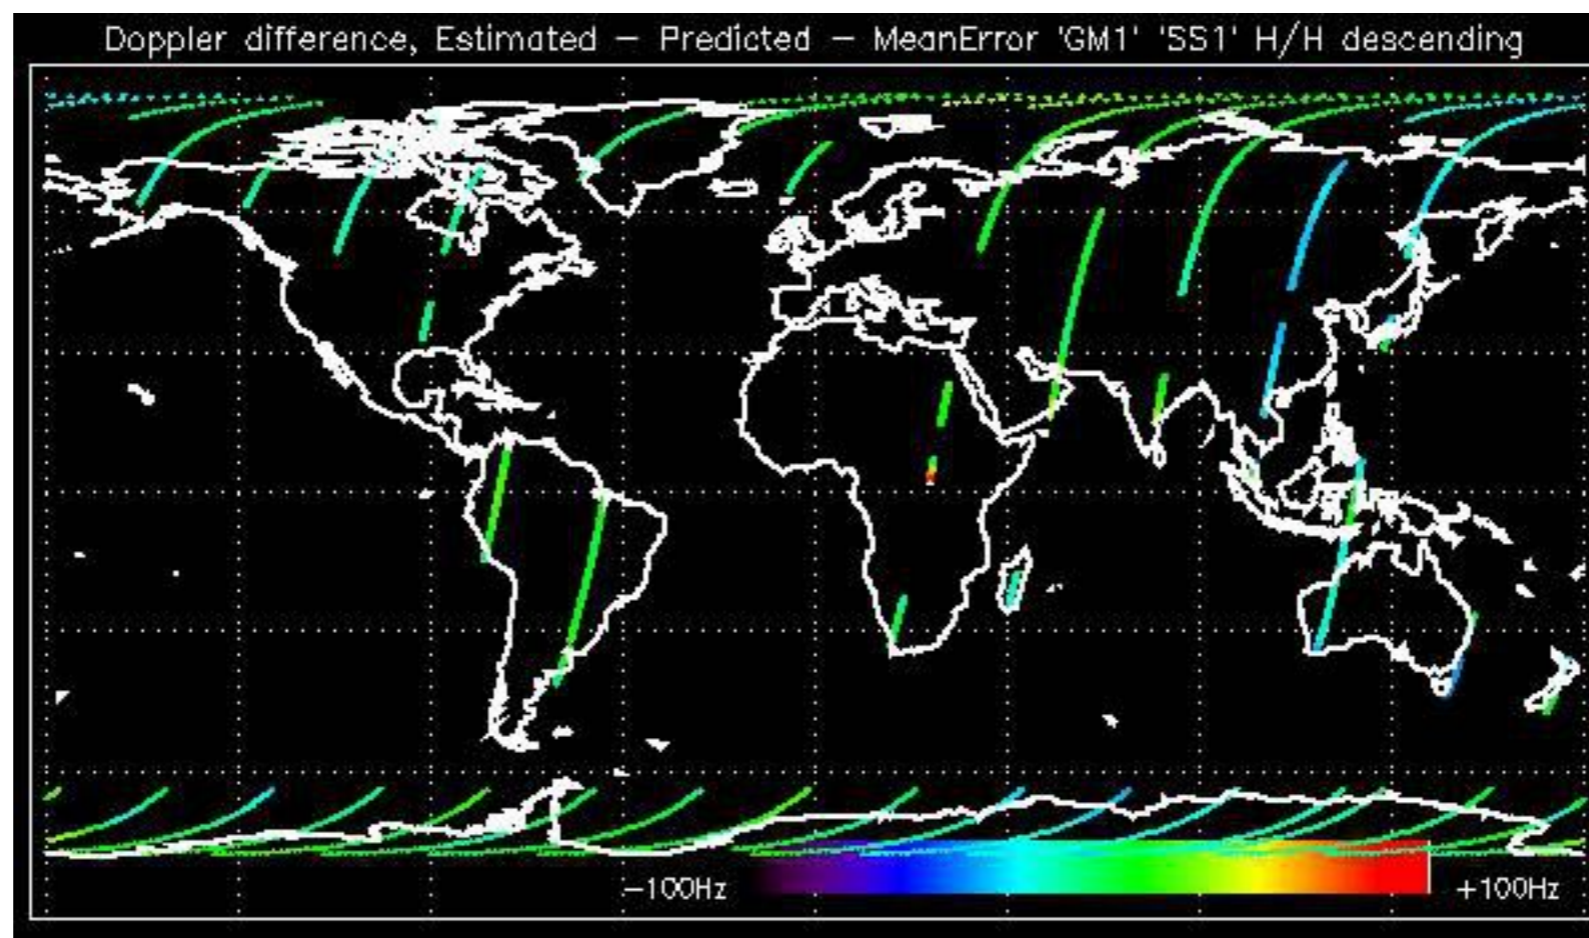 Doppler difference, Estimated – Predicted – MeanError 'GM1' 'SS1' H/H descending
–100Hz
+100Hz